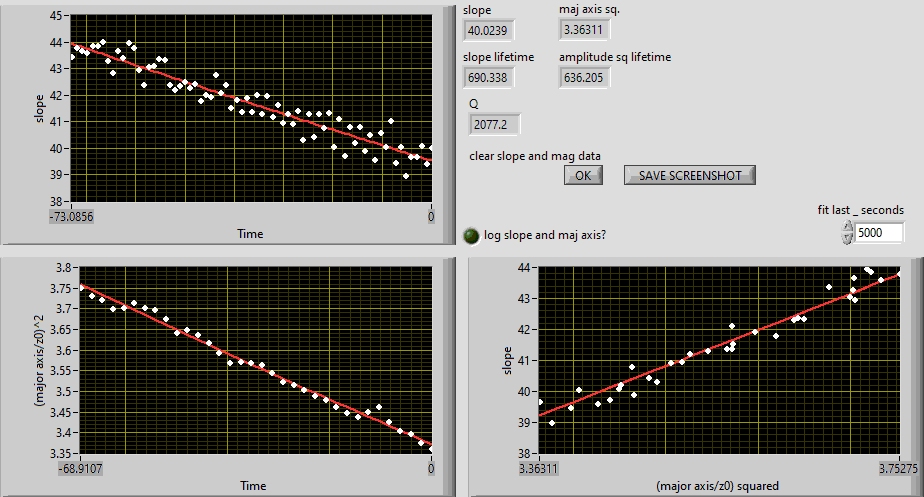 45
44
43
42
41
40
39
38
slope
-73.0856
0
Time
slope
maj axis sq.
40.0239
3.36311
slope lifetime
amplitude sq lifetime
690.338
636.205
Q
2077.2
clear slope and mag data
OK
SAVE SCREENSHOT
fit last _ seconds
log slope and maj axis?
5000
3.8
3.75
3.7
3.65
3.6
3.55
3.5
3.45
3.4
3.35
(major axis/z0)^2
-68.9107
0
Time
44
43
42
41
40
39
38
slope
3.36311
3.75275
(major axis/z0) squared